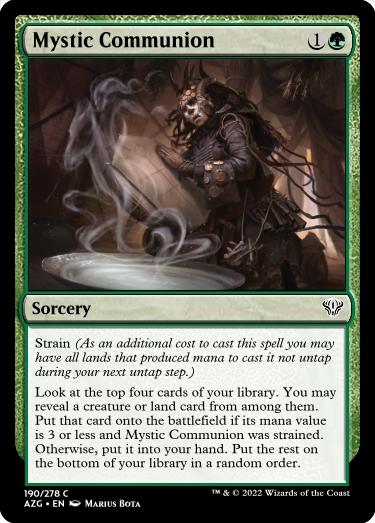 Mystic Communion 1
Sorcery
Strain (As an additional cost to cast this spell you may
have all lands that produced mana to cast it not untap
during your next untap step.)
Look at the top four cards of your library. You may
reveal a creature or land card from among them.
Put that card onto the battlefield if its mana value
is 3 or less and Mystic Communion was strained.
Otherwise, put it into your hand. Put the rest on
the bottom of your library in a random order.
190/278 C
AZG • EN Marius Bota
™ & © 2022 Wizards of the Coast